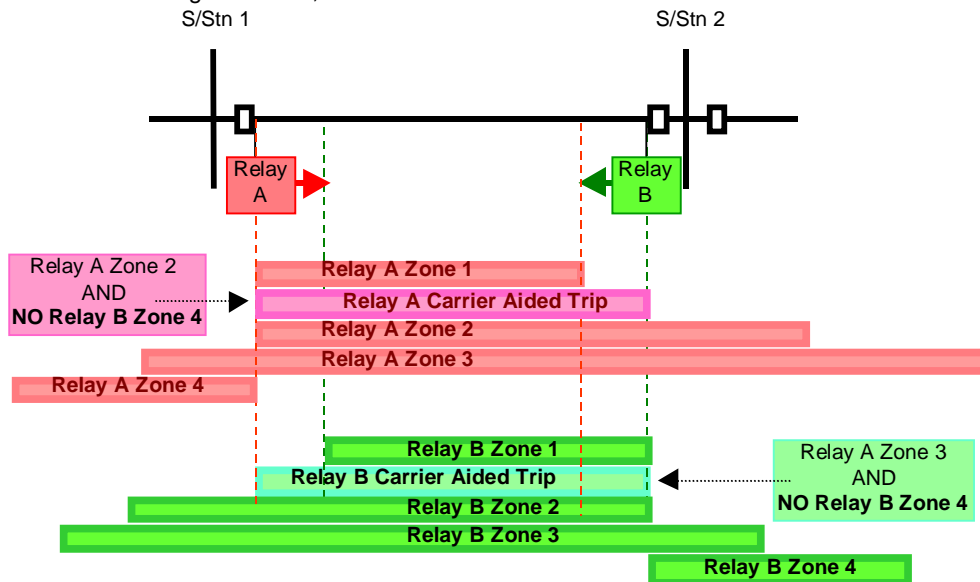 S/Stn 1
S/Stn 2
Relay
A
Relay
B
Relay A Zone 2
AND
NO Relay B Zone 4
Relay A Zone 1
Relay A Carrier Aided Trip
Relay A Zone 2
Relay A Zone 3
Relay A Zone 4
Relay B Zone 1
Relay B Carrier Aided Trip
Relay B Zone 2
Relay B Zone 3
Relay B Zone 4
Relay A Zone 3
AND
NO Relay B Zone 4